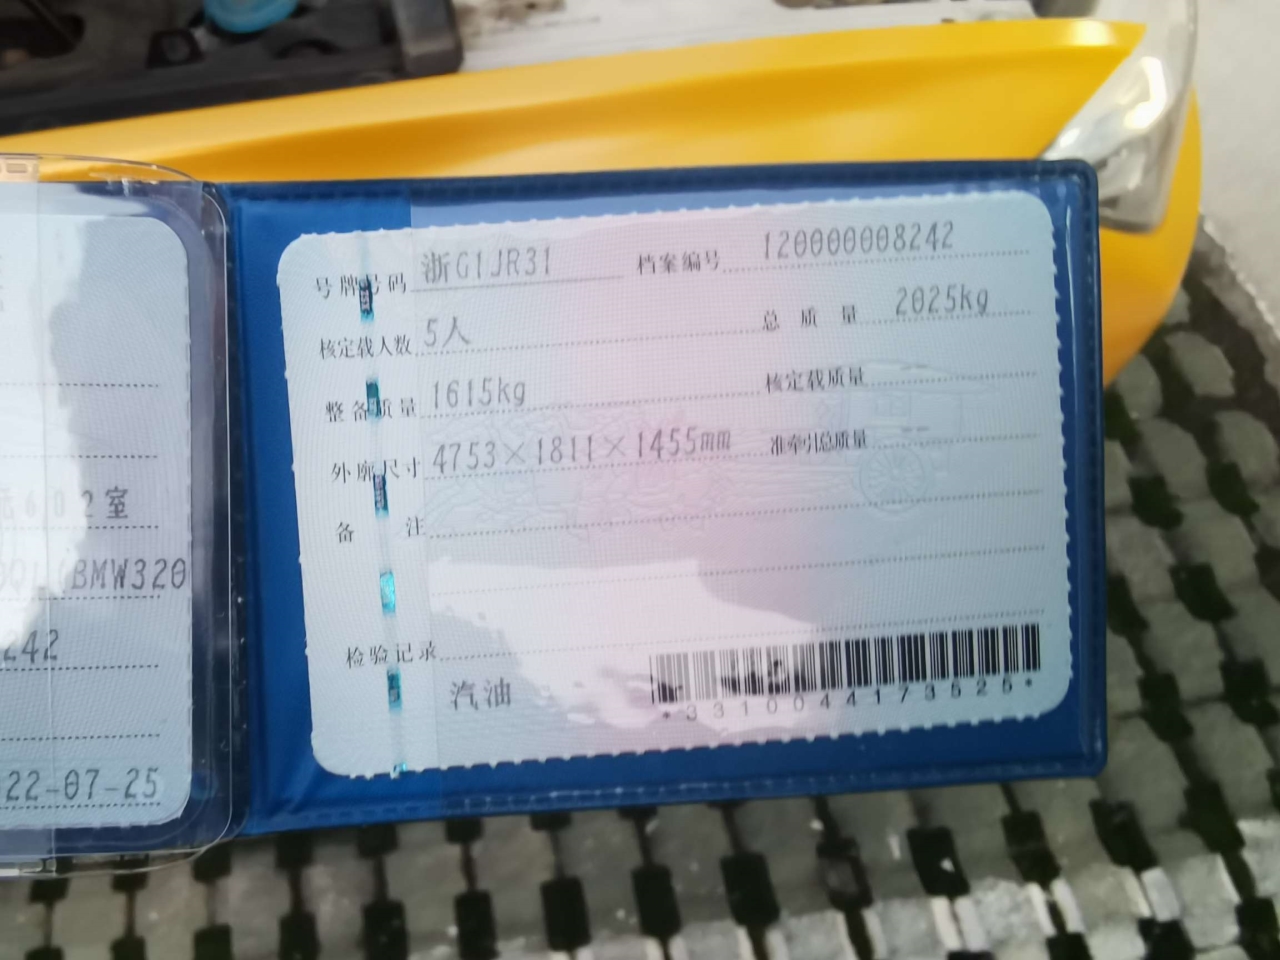 号牌号码 浙G1JR31 档案编号 120000008242
核定载人数 5人 总质量 2025kg
整备质量 1615kg 核定载质量
外廓尺寸 4753×1811×1455mm 准牵引总质量
备注
检验记录
汽油
*3310044173525*
602室
BMW320
242
22-07-25